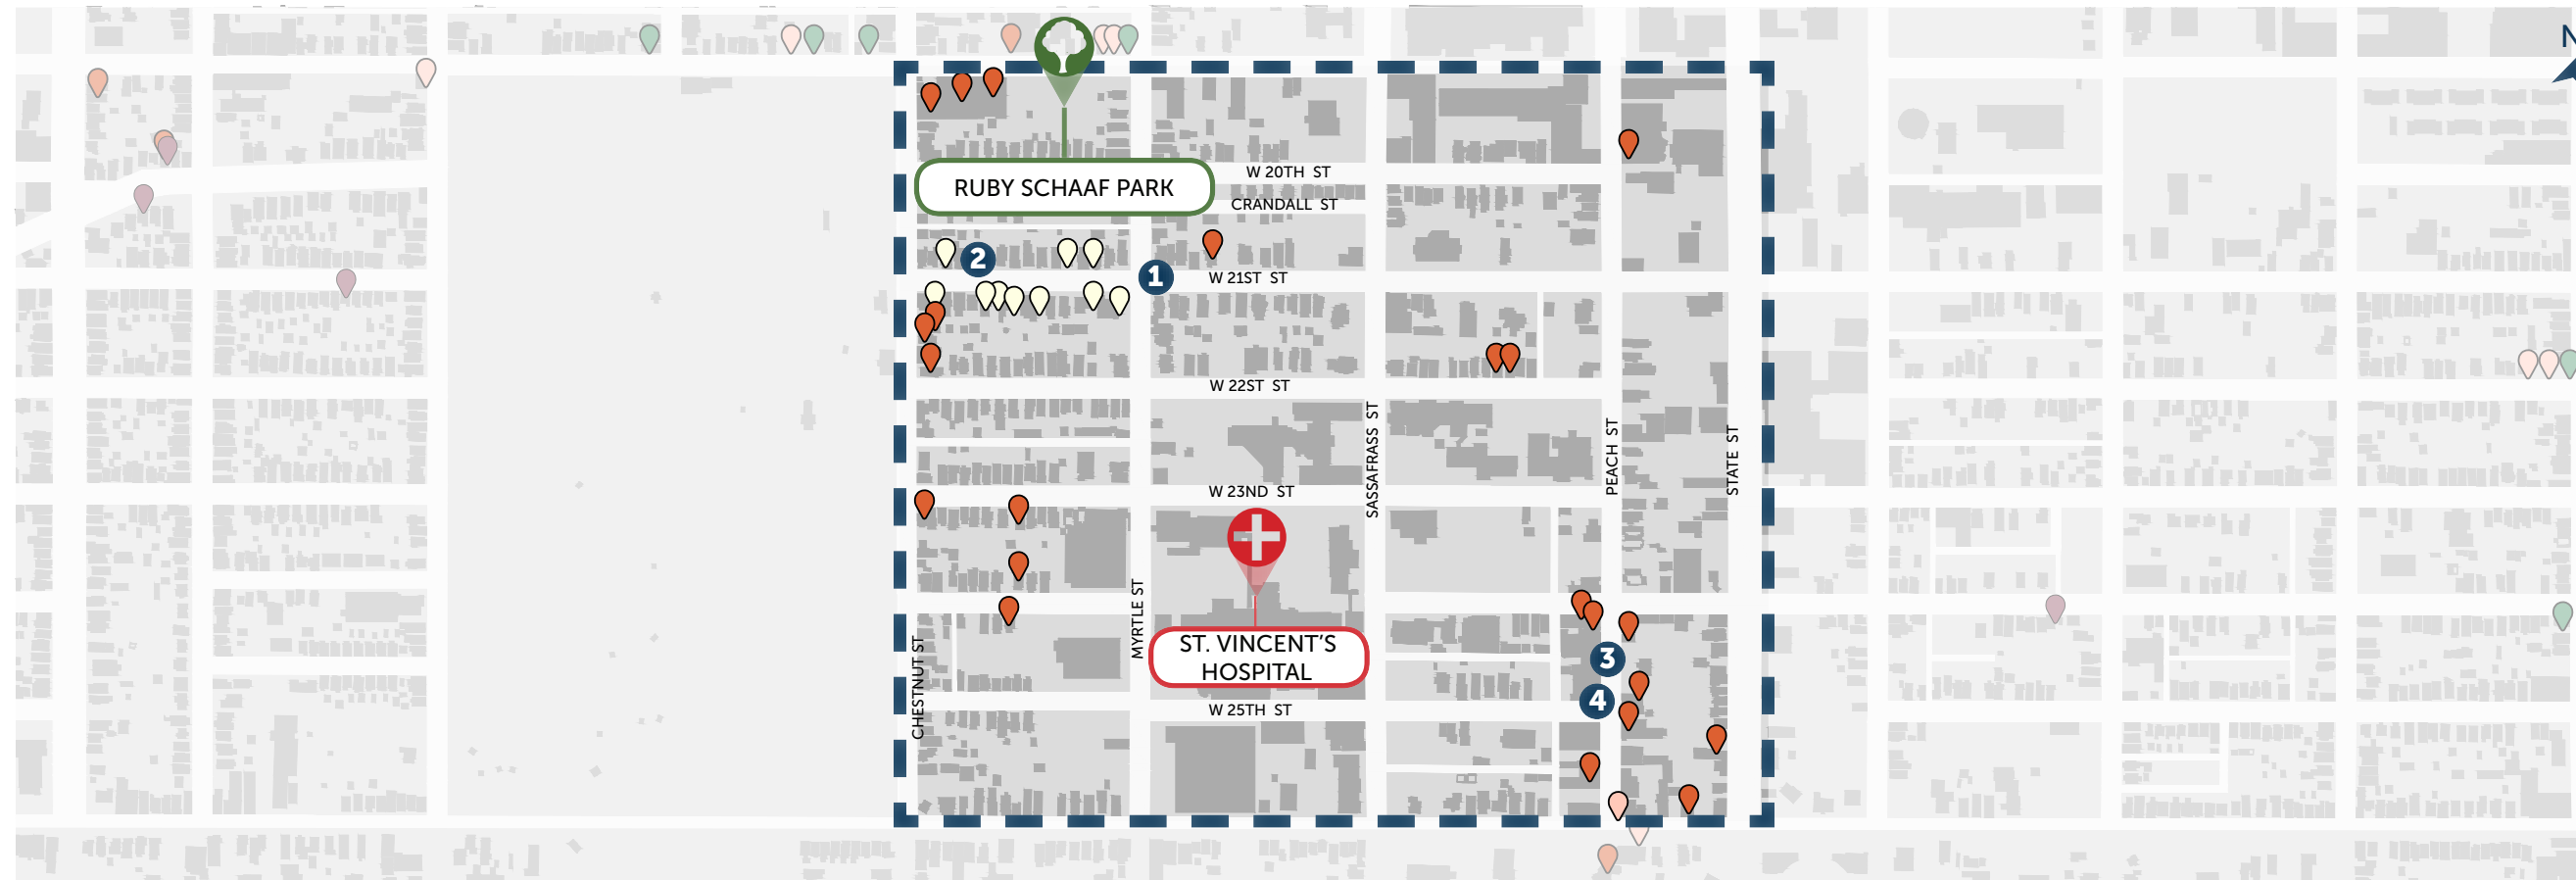 N
W 20TH ST
RUBY SCHAAF PARK
CRANDALL ST
2
1
W 21ST ST
W 22ST ST
SASSAFRASS ST
PEACH ST
STATE ST
W 23ND ST
MYRTLE ST
CHESTNUT ST
ST. VINCENT'S
HOSPITAL
3
4
W 25TH ST